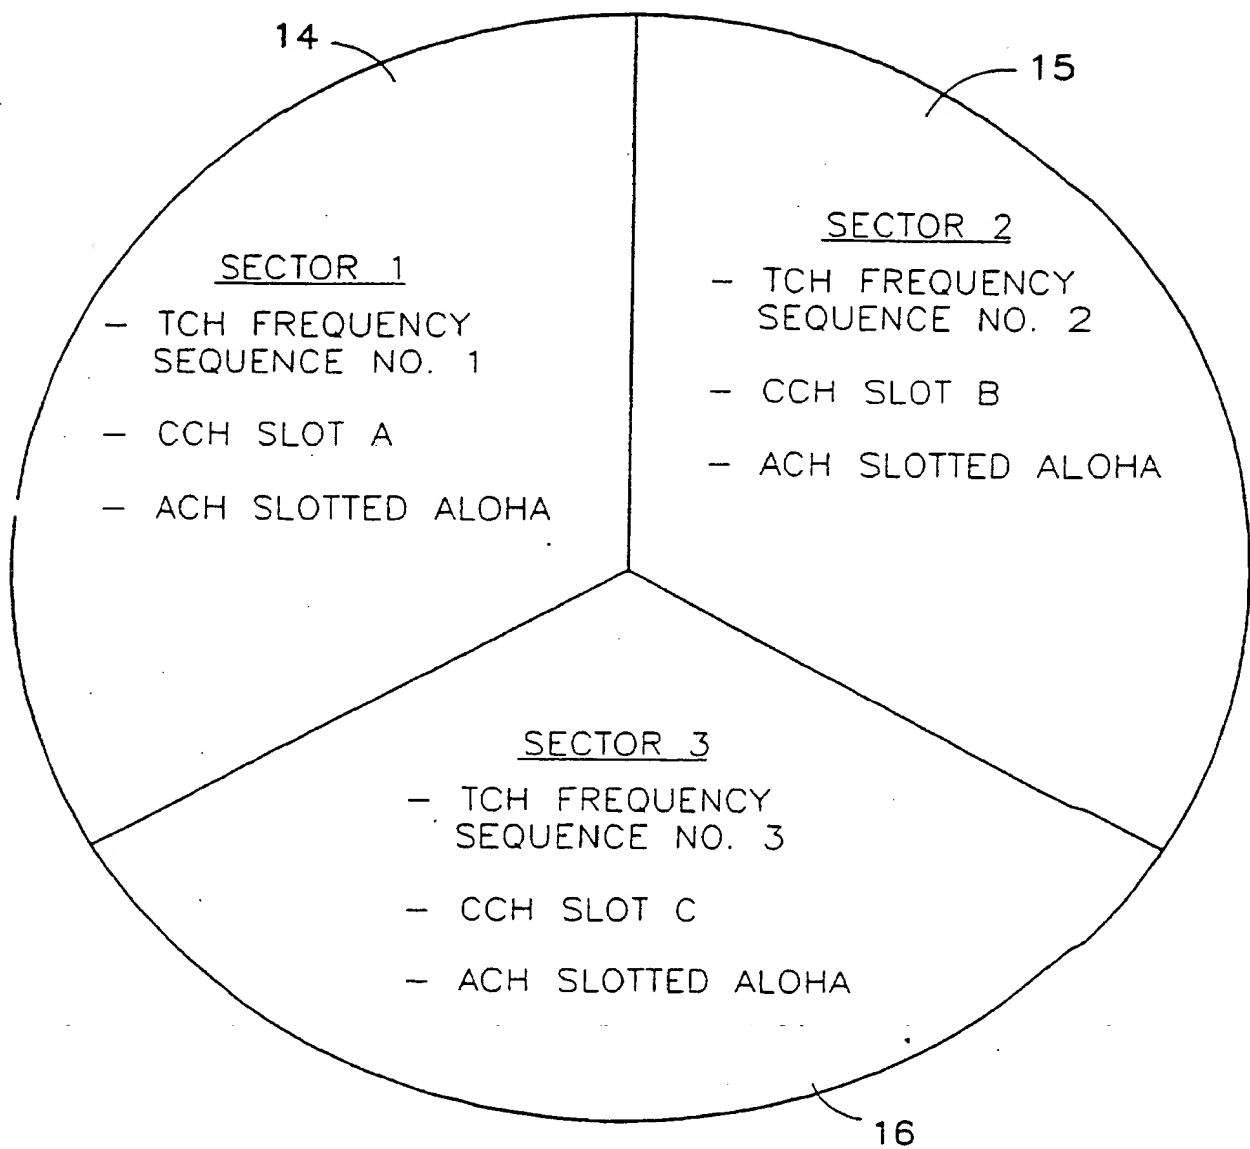 14
15
SECTOR 1
– TCH FREQUENCY
SEQUENCE NO. 1
– CCH SLOT A
– ACH SLOTTED ALOHA
SECTOR 2
– TCH FREQUENCY
SEQUENCE NO. 2
– CCH SLOT B
– ACH SLOTTED ALOHA
SECTOR 3
– TCH FREQUENCY
SEQUENCE NO. 3
– CCH SLOT C
– ACH SLOTTED ALOHA
16